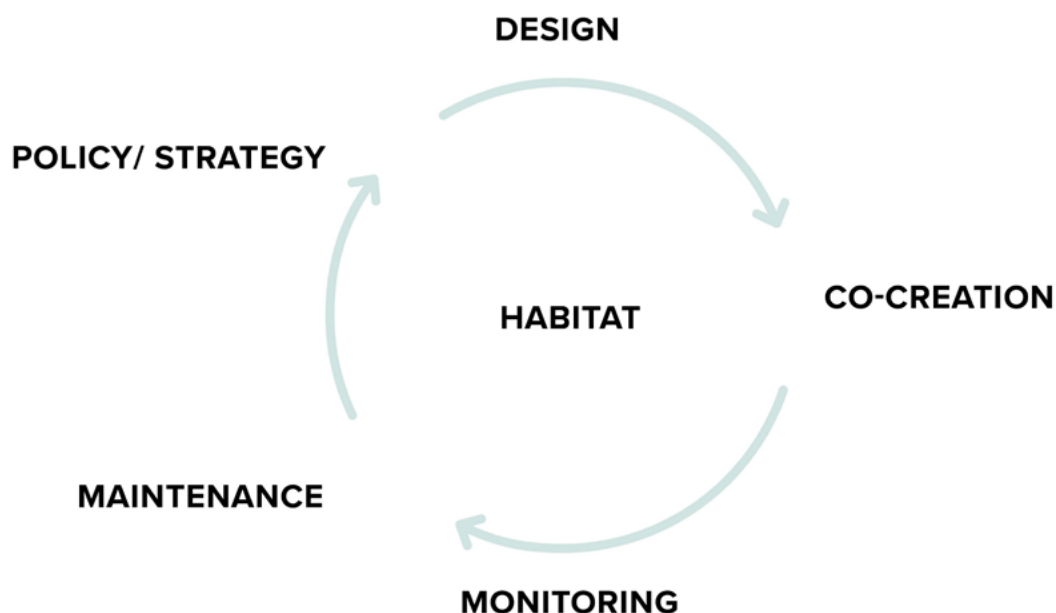 DESIGN
POLICY/ STRATEGY
CO-CREATION
HABITAT
MAINTENANCE
MONITORING